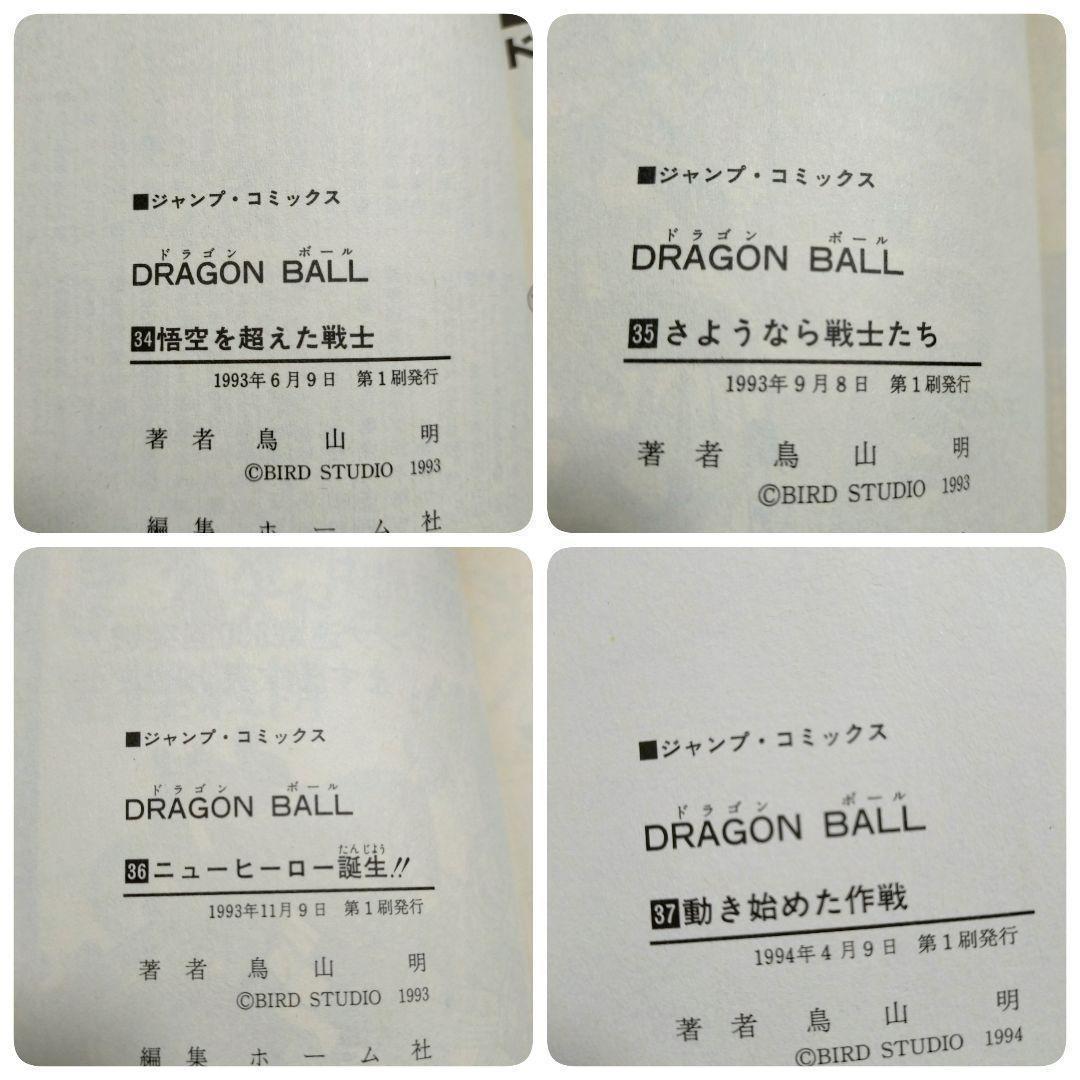 ■ジャンプ・コミックス
ドラゴン ボール
DRAGON BALL
34悟空を超えた戦士
1993年6月9日 第1刷発行
著者 鳥山 明
©BIRD STUDIO 1993
編集 ホーム社
■ジャンプ・コミックス
ドラゴン ボール
DRAGON BALL
35さようなら戦士たち
1993年9月8日 第1刷発行
著者 鳥山 明
©BIRD STUDIO 1993
■ジャンプ・コミックス
ドラゴン ボール
DRAGON BALL
たんじよう
36ニューヒーロー誕生!!
1993年11月9日 第1刷発行
著者 鳥山 明
©BIRD STUDIO 1993
編集 ホーム社
■ジャンプ・コミックス
ドラゴン ボール
DRAGON BALL
37動き始めた作戦
1994年4月9日 第1刷発行
著者 鳥山 明
©BIRD STUDIO 1994